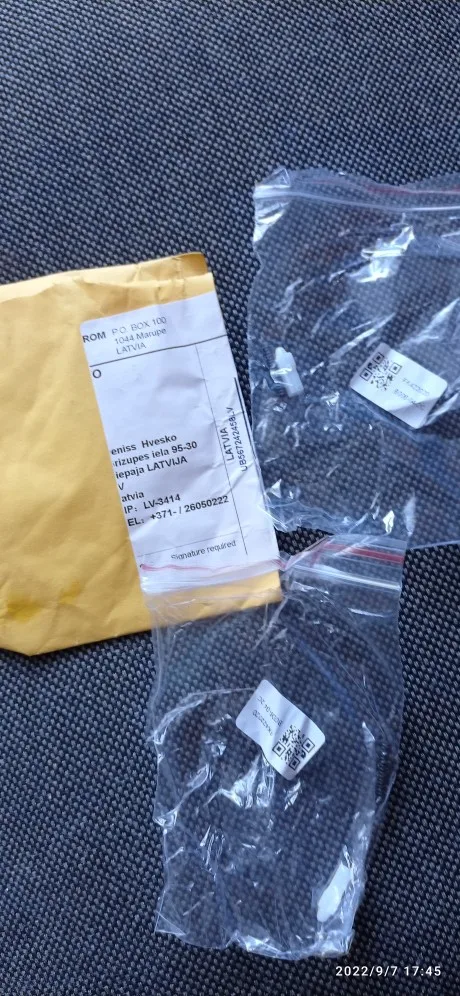 ROM P.O. BOX 100
1044 Marupe
LATVIA
O
eniss Hvesko
rizupes iela 95-30
iepaja LATVIJA
V
atvia
IP: LV-3414
EL: +371- / 26050222
Signature required
LATVIA
UB567242458LV
2022/9/7 17:45